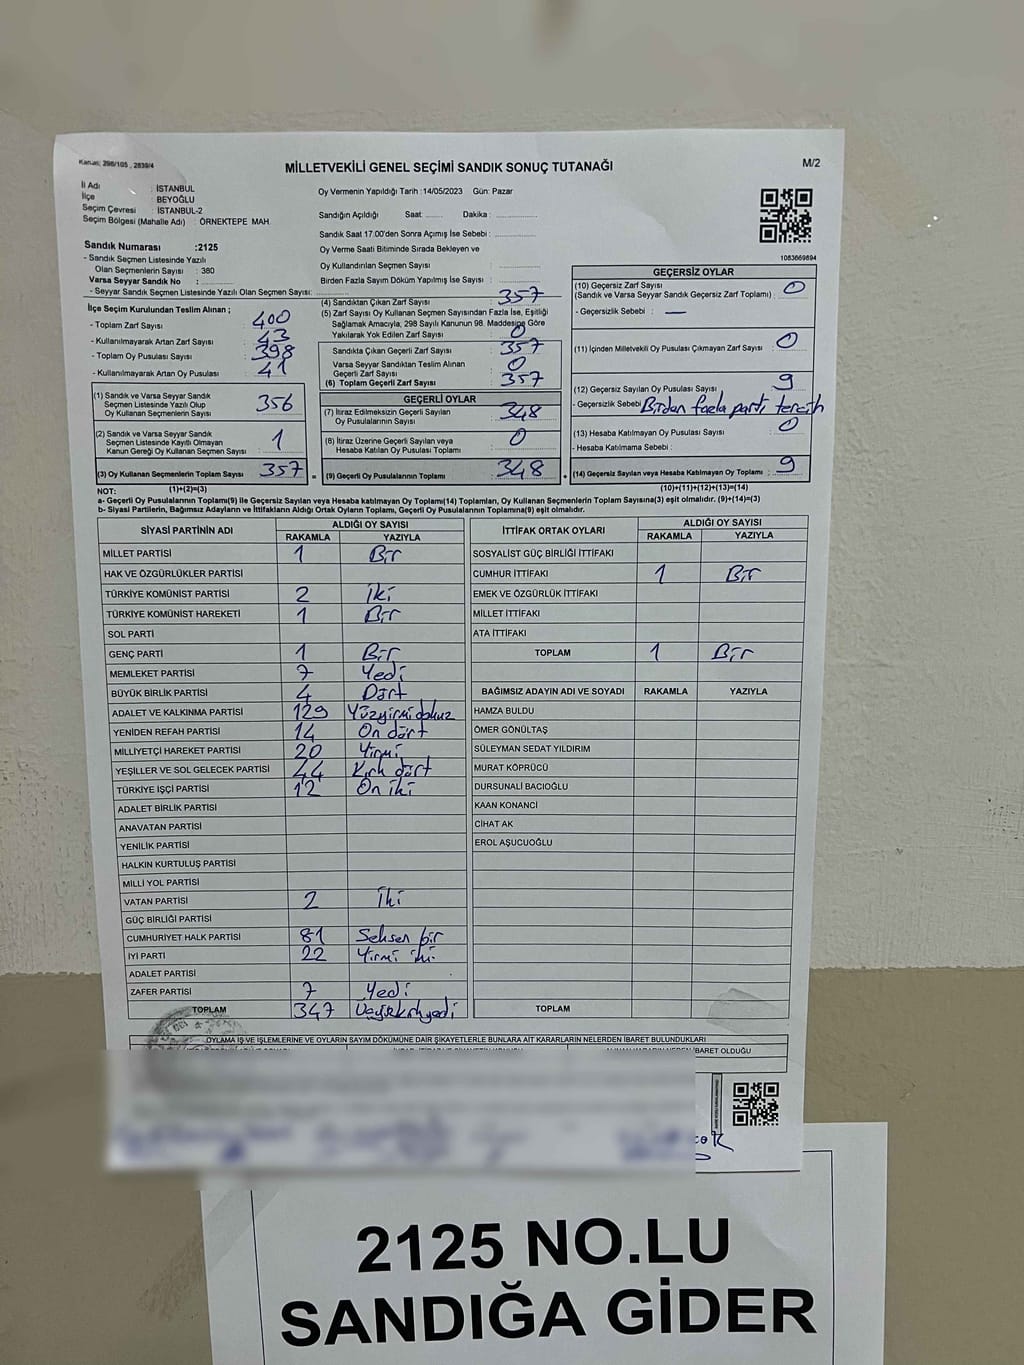 Kanun: 298/105 , 2839/4
MİLLETVEKİLİ GENEL SEÇİMİ SANDIK SONUÇ TUTANAĞI
M/2
İl Adı : İSTANBUL
İlçe : BEYOĞLU
Seçim Çevresi : İSTANBUL-2
Seçim Bölgesi (Mahalle Adı) : ÖRNEKTEPE MAH.
Sandık Numarası :2125
- Sandık Seçmen Listesinde Yazılı
Olan Seçmenlerin Sayısı : 380
Varsa Seyyar Sandık No :
- Seyyar Sandık Seçmen Listesinde Yazılı Olan Seçmen Sayısı:
Oy Vermenin Yapıldığı Tarih : 14/05/2023 Gün: Pazar
Sandığın Açıldığı Saat ....... Dakika : ..............
Sandık Saat 17:00'den Sonra Açımış İse Sebebi : ..............
Oy Verme Saati Bitiminde Sırada Bekleyen ve
Oy Kullandırılan Seçmen Sayısı
Birden Fazla Sayım Döküm Yapılmış İse Sayısı :
1083669894
İlçe Seçim Kurulundan Teslim Alınan ;
- Toplam Zarf Sayısı : 400
- Kullanılmayarak Artan Zarf Sayısı : 43
- Toplam Oy Pusulası Sayısı : 398
- Kullanılmayarak Artan Oy Pusulası : 41
(1) Sandık ve Varsa Seyyar Sandık
Seçmen Listesinde Yazılı Olup
Oy Kullanan Seçmenlerin Sayısı
356
(2) Sandık ve Varsa Seyyar Sandık
Seçmen Listesinde Kayıtlı Olmayan
Kanun Gereği Oy Kullanan Seçmen Sayısı
1
(3) Oy Kullanan Seçmenlerin Toplam Sayısı 357
(1)+(2)=(3)
(4) Sandıktan Çıkan Zarf Sayısı : 357
(5) Zarf Sayısı Oy Kullanan Seçmen Sayısından Fazla İse, Eşitliği
Sağlamak Amacıyla, 298 Sayılı Kanunun 98. Maddesine Göre
Yakılarak Yok Edilen Zarf Sayısı : 0
Sandıkta Çıkan Geçerli Zarf Sayısı : 357
Varsa Seyyar Sandıktan Teslim Alınan
Geçerli Zarf Sayısı : 0
(6) Toplam Geçerli Zarf Sayısı : 357
GEÇERLİ OYLAR
(7) İtiraz Edilmeksizin Geçerli Sayılan
Oy Pusulalarının Sayısı : 348
(8) İtiraz Üzerine Geçerli Sayılan veya
Hesaba Katılan Oy Pusulası Toplamı : 0
= (9) Geçerli Oy Pusulalarının Toplamı : 348
GEÇERSİZ OYLAR
(10) Geçersiz Zarf Sayısı
(Sandık ve Varsa Seyyar Sandık Geçersiz Zarf Toplamı) : 0
- Geçersizlik Sebebi : —
(11) İçinden Milletvekili Oy Pusulası Çıkmayan Zarf Sayısı : 0
(12) Geçersiz Sayılan Oy Pusulası Sayısı : 9
- Geçersizlik Sebebi Birden fazla parti tercih
(13) Hesaba Katılmayan Oy Pusulası Sayısı : 0
- Hesaba Katılmama Sebebi :
+ (14) Geçersiz Sayılan veya Hesaba Katılmayan Oy Toplamı : 9
(10)+(11)+(12)+(13)=(14)
NOT:
a- Geçerli Oy Pusulalarının Toplamı(9) ile Geçersiz Sayılan veya Hesaba katılmayan Oy Toplamı(14) Toplamları, Oy Kullanan Seçmenlerin Toplam Sayısına(3) eşit olmalıdır. (9)+(14)=(3)
b- Siyasi Partilerin, Bağımsız Adayların ve İttifakların Aldığı Ortak Oyların Toplamı, Geçerli Oy Pusulalarının Toplamına(9) eşit olmalıdır.
SİYASİ PARTİNİN ADI ALDIĞI OY SAYISI
RAKAMLA YAZIYLA
MİLLET PARTİSİ 1 Bir
HAK VE ÖZGÜRLÜKLER PARTİSİ
TÜRKİYE KOMÜNİST PARTİSİ 2 iki
TÜRKİYE KOMÜNİST HAREKETİ 1 Bir
SOL PARTİ
GENÇ PARTİ 1 Bir
MEMLEKET PARTİSİ 7 Yedi
BÜYÜK BİRLİK PARTİSİ 4 Dört
ADALET VE KALKINMA PARTİSİ 129 Yüzyirmidokuz
YENİDEN REFAH PARTİSİ 14 On dört
MİLLİYETÇİ HAREKET PARTİSİ 20 Yirmi
YEŞİLLER VE SOL GELECEK PARTİSİ 44 Kırk dört
TÜRKİYE İŞÇİ PARTİSİ 12 On iki
ADALET BİRLİK PARTİSİ
ANAVATAN PARTİSİ
YENİLİK PARTİSİ
HALKIN KURTULUŞ PARTİSİ
MİLLİ YOL PARTİSİ
VATAN PARTİSİ 2 iki
GÜÇ BİRLİĞİ PARTİSİ
CUMHURİYET HALK PARTİSİ 81 Seksen bir
İYİ PARTİ 22 Yirmi iki
ADALET PARTİSİ
ZAFER PARTİSİ 7 Yedi
TOPLAM 347 Üçyüzkırkyedi
İTTİFAK ORTAK OYLARI ALDIĞI OY SAYISI
RAKAMLA YAZIYLA
SOSYALİST GÜÇ BİRLİĞİ İTTİFAKI
CUMHUR İTTİFAKI 1 Bir
EMEK VE ÖZGÜRLÜK İTTİFAKI
MİLLET İTTİFAKI
ATA İTTİFAKI
TOPLAM 1 Bir
BAĞIMSIZ ADAYIN ADI VE SOYADI RAKAMLA YAZIYLA
HAMZA BULDU
ÖMER GÖNÜLTAŞ
SÜLEYMAN SEDAT YILDIRIM
MURAT KÖPRÜCÜ
DURSUNALİ BACIOĞLU
KAAN KONANCİ
CİHAT AK
EROL AŞUCUOĞLU
TOPLAM
OYLAMA İŞ VE İŞLEMLERİNE VE OYLARIN SAYIM DÖKÜMÜNE DAİR ŞİKAYETLERLE BUNLARA AİT KARARLARIN NELERDEN İBARET BULUNDUKLARI
İBARET OLDUĞU
2125 NO.LU
SANDIĞA GİDER